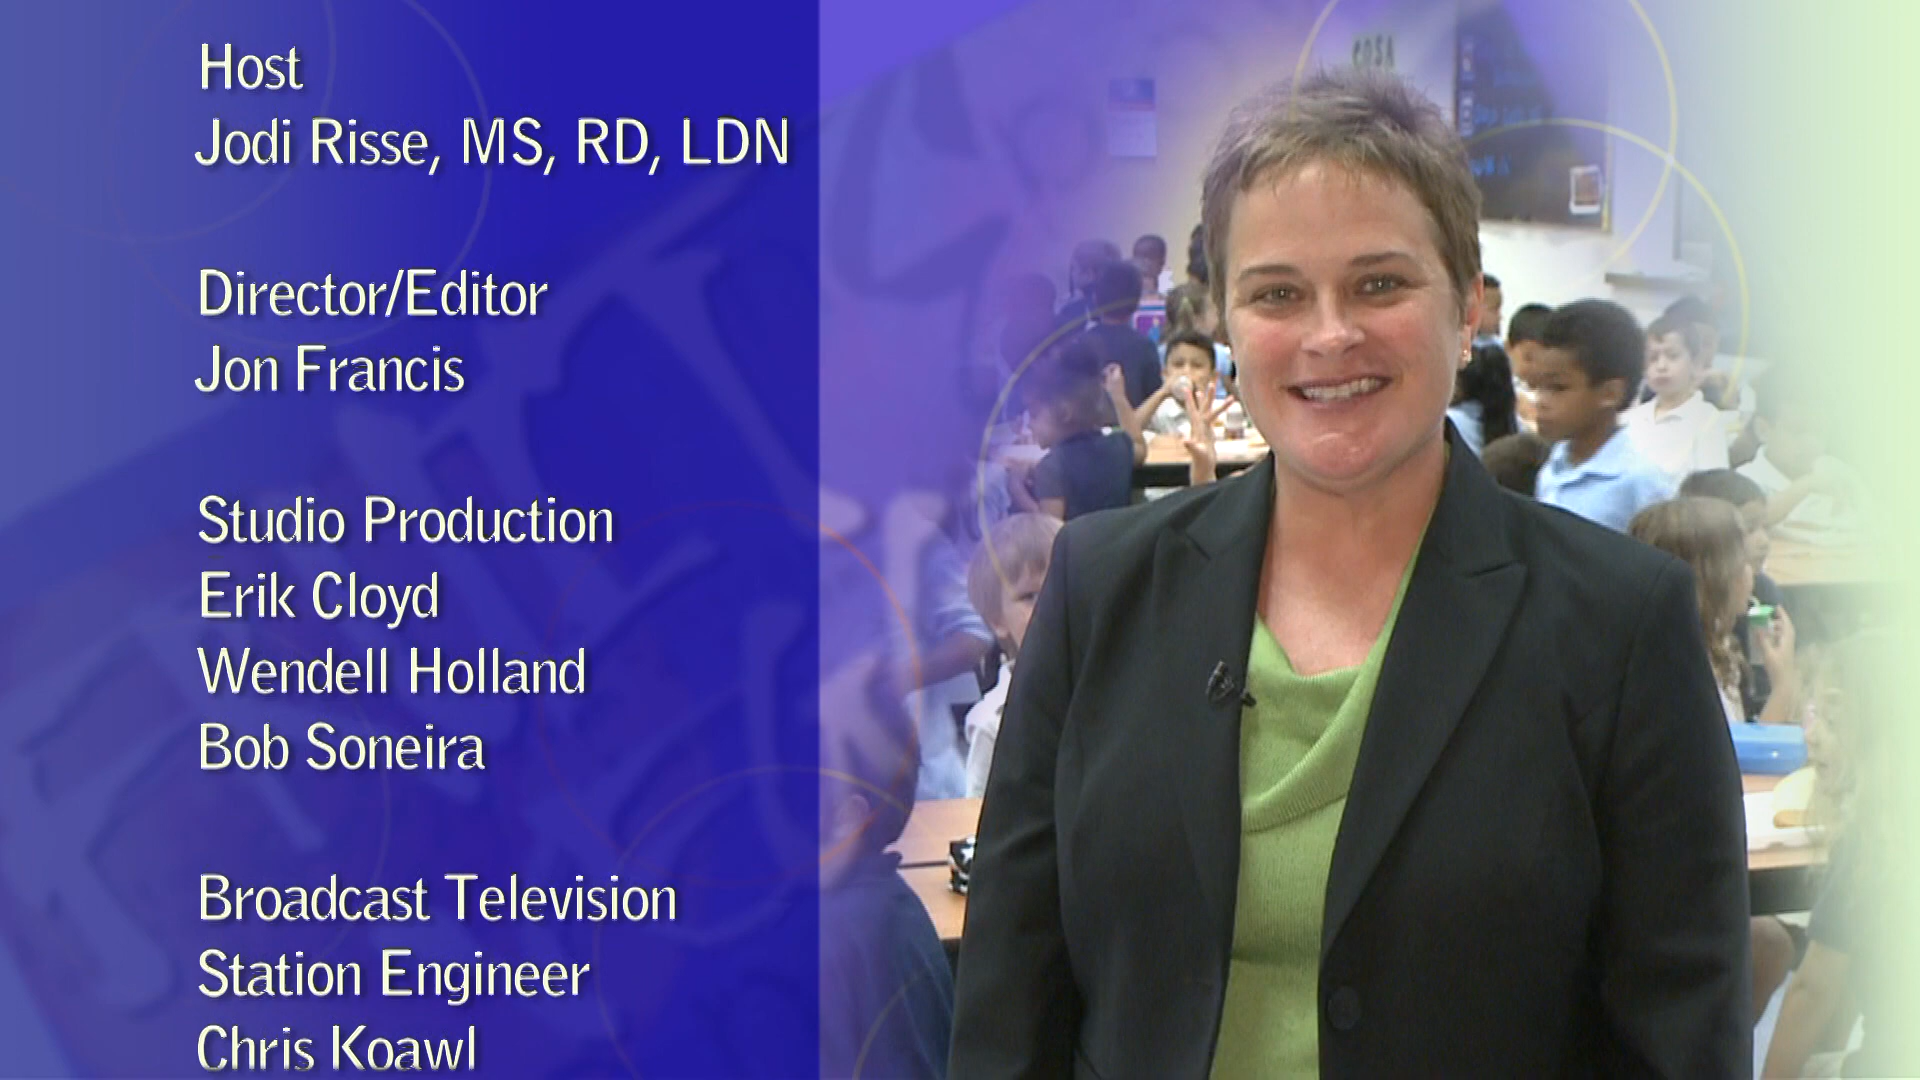 Host
Jodi Risse, MS, RD, LDN
Director/Editor
Jon Francis
Studio Production
Erik Cloyd
Wendell Holland
Bob Soneira
Broadcast Television
Station Engineer
Chris Koawl